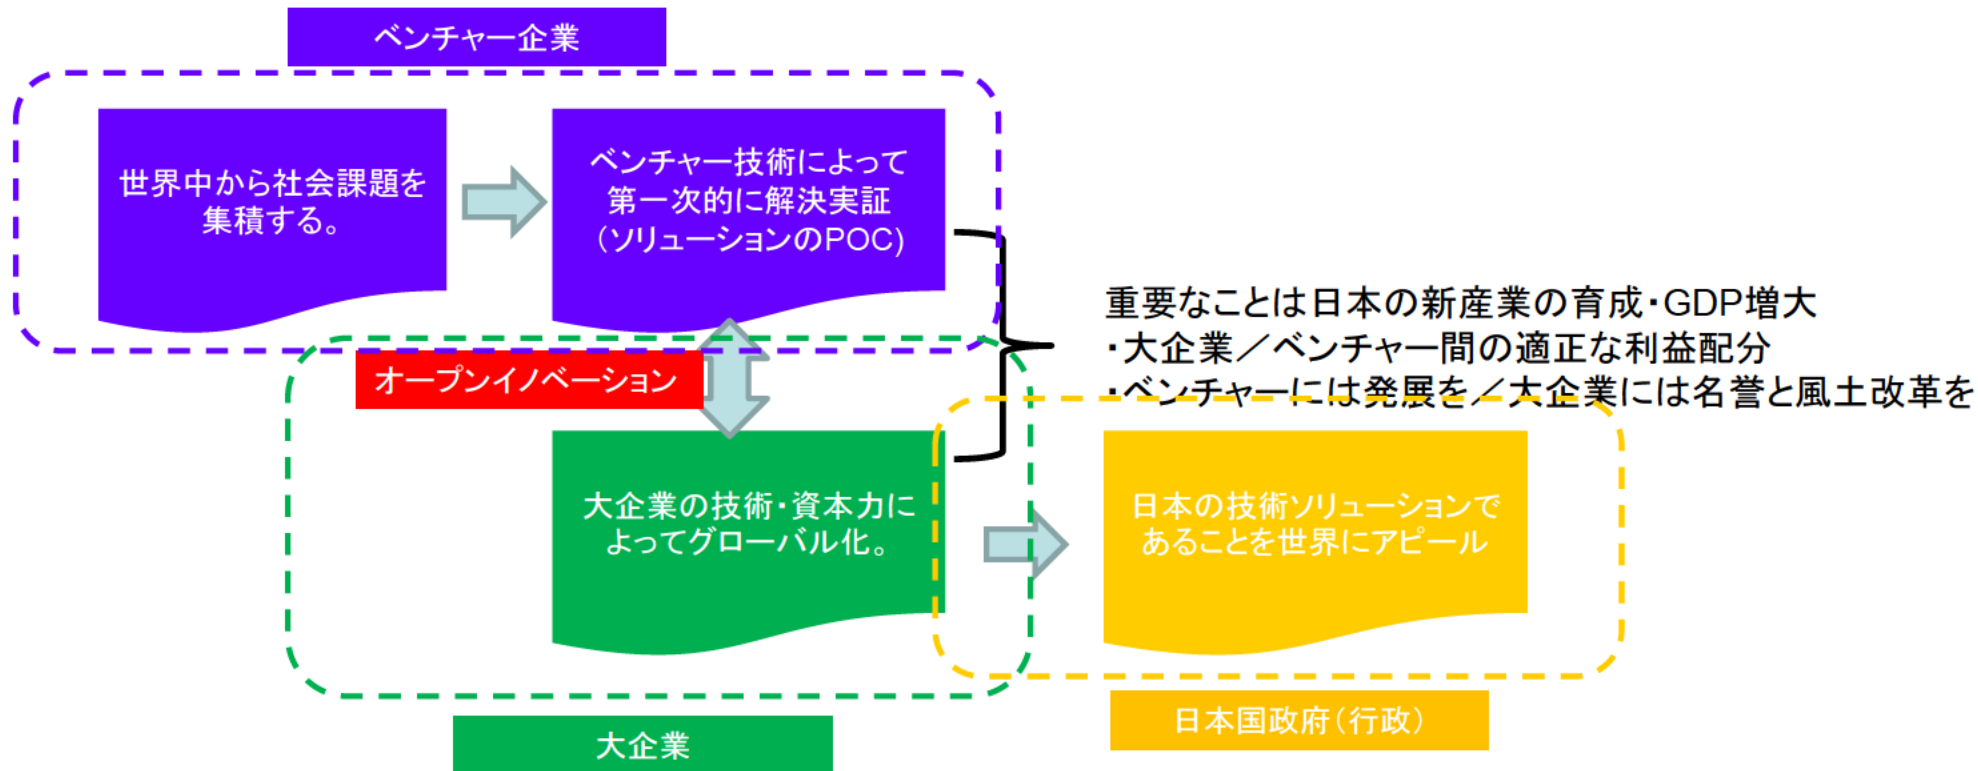 ベンチャー企業
世界中から社会課題を
集積する。
ベンチャー技術によって
第一次的に解決実証
（ソリューションのPOC)
重要なことは日本の新産業の育成・GDP増大
・大企業／ベンチャー間の適正な利益配分
・ベンチャーには発展を／大企業には名誉と風土改革を
オープンイノベーション
大企業の技術・資本力に
よってグローバル化。
日本の技術ソリューションで
あることを世界にアピール
大企業
日本国政府（行政）